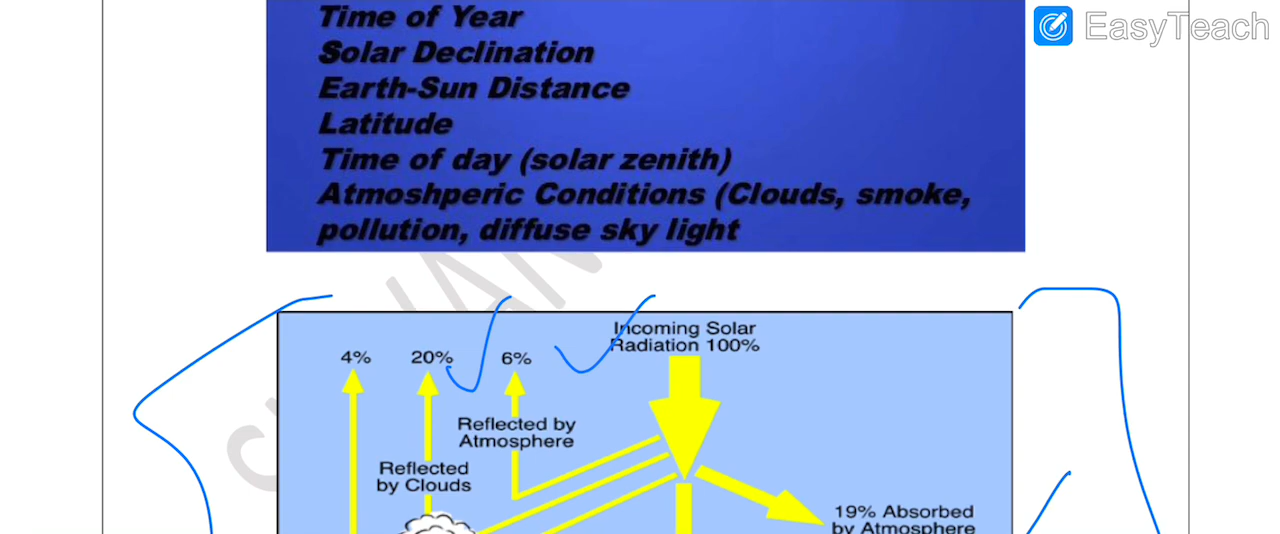 Time of Year
EasyTeach
Solar Declination
Earth-Sun Distance
Latitude
Time of day (solar zenith)
Atmoshperic Conditions (Clouds, smoke,
pollution, diffuse sky light
Incoming Solar
Radiation 100%
4% 20% 6%
Reflected by
Atmosphere
Reflected
by Clouds
19% Absorbed
by Atmosphere